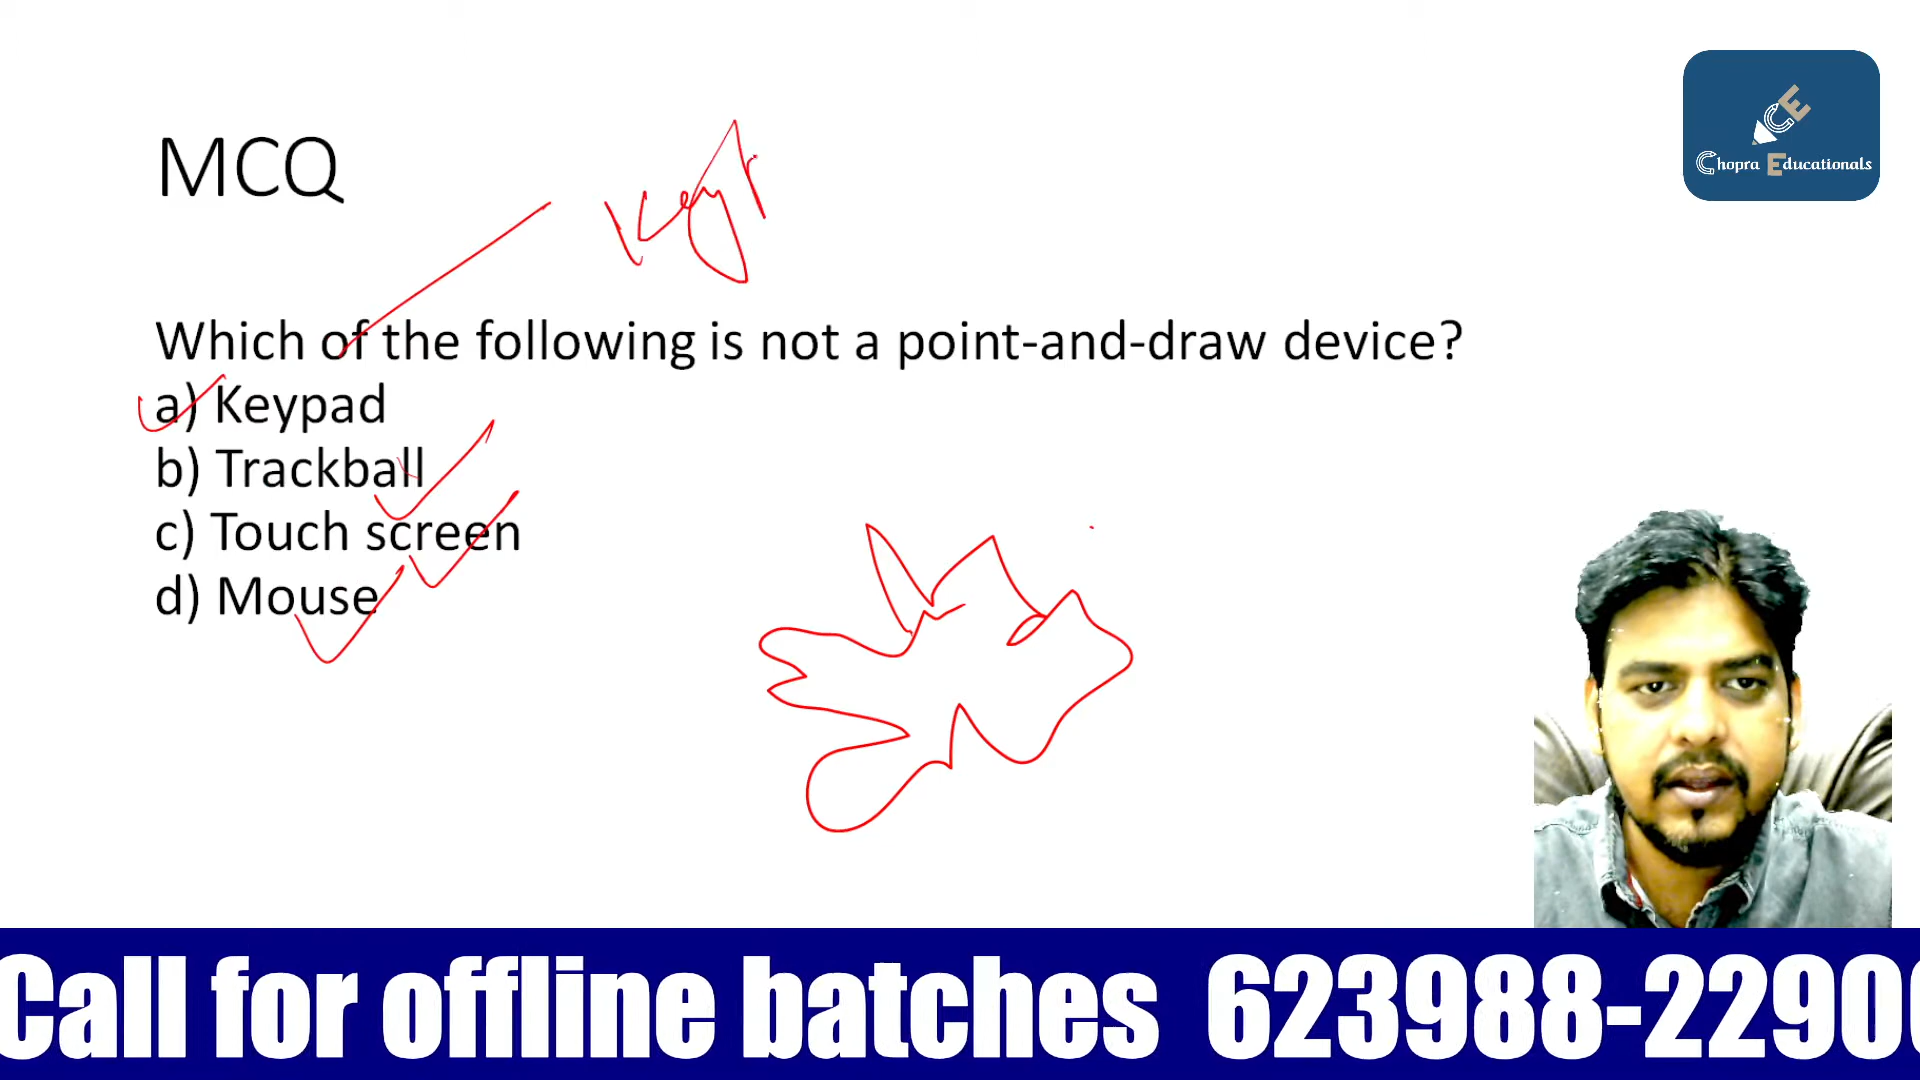 MCQ
Key
Chopra Educationals
Which of the following is not a point-and-draw device?
a) Keypad
b) Trackball
c) Touch screen
d) Mouse
Call for offline batches 623988-2290